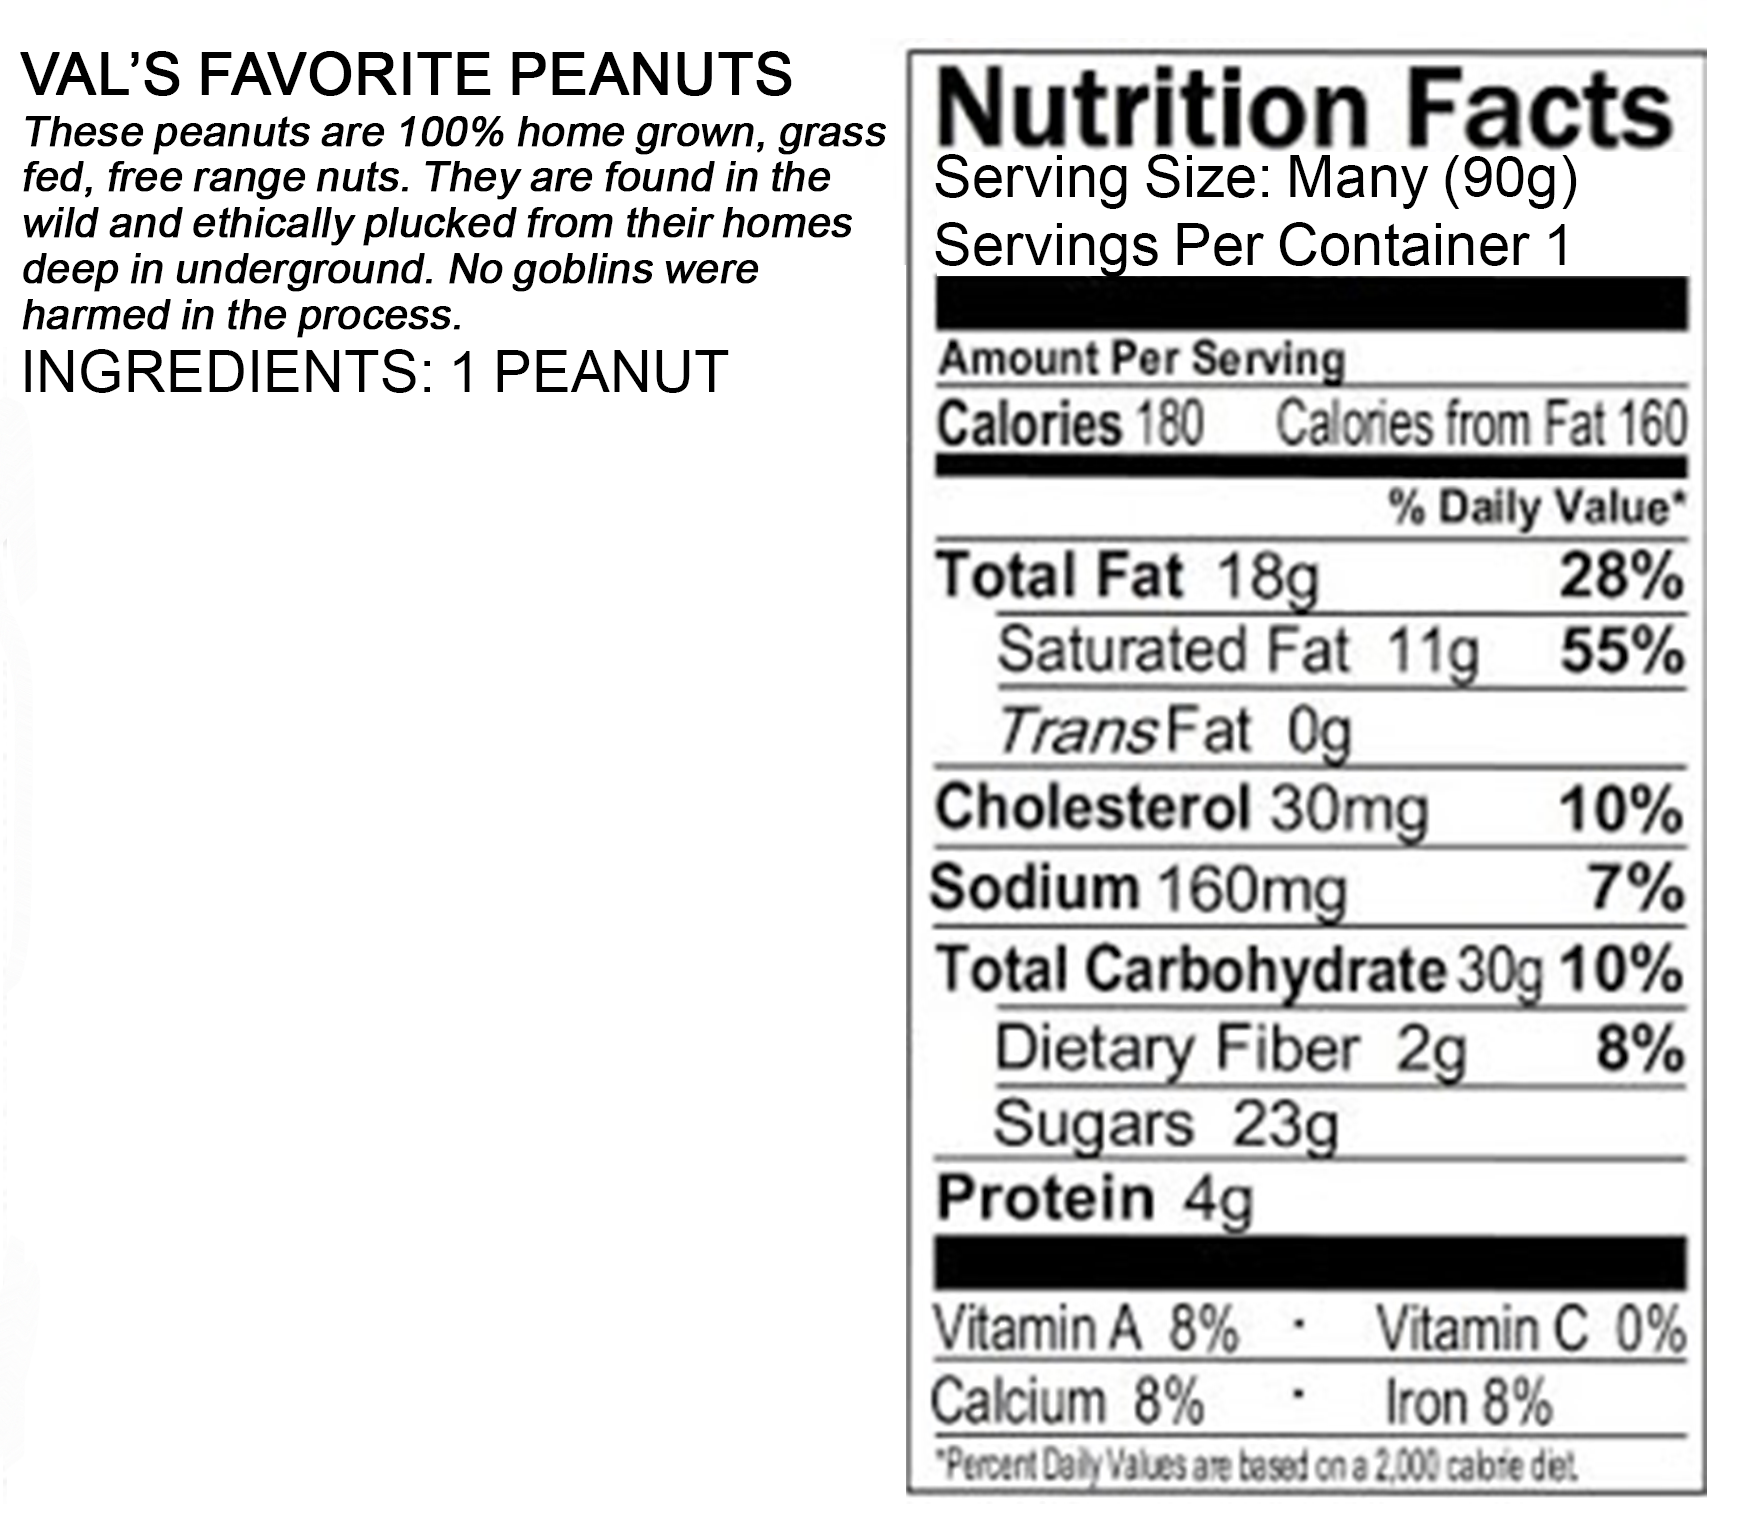 VAL'S FAVORITE PEANUTS
These peanuts are 100% home grown, grass
fed, free range nuts. They are found in the
wild and ethically plucked from their homes
deep in underground. No goblins were
harmed in the process.
INGREDIENTS: 1 PEANUT
Nutrition Facts
Serving Size: Many (90g)
Servings Per Container 1
Amount Per Serving
Calories 180 Calories from Fat 160
% Daily Value*
Total Fat 18g 28%
Saturated Fat 11g 55%
Trans Fat 0g
Cholesterol 30mg 10%
Sodium 160mg 7%
Total Carbohydrate 30g 10%
Dietary Fiber 2g 8%
Sugars 23g
Protein 4g
Vitamin A 8% · Vitamin C 0%
Calcium 8% · Iron 8%
*Percent Daily Values are based on a 2,000 calorie diet.